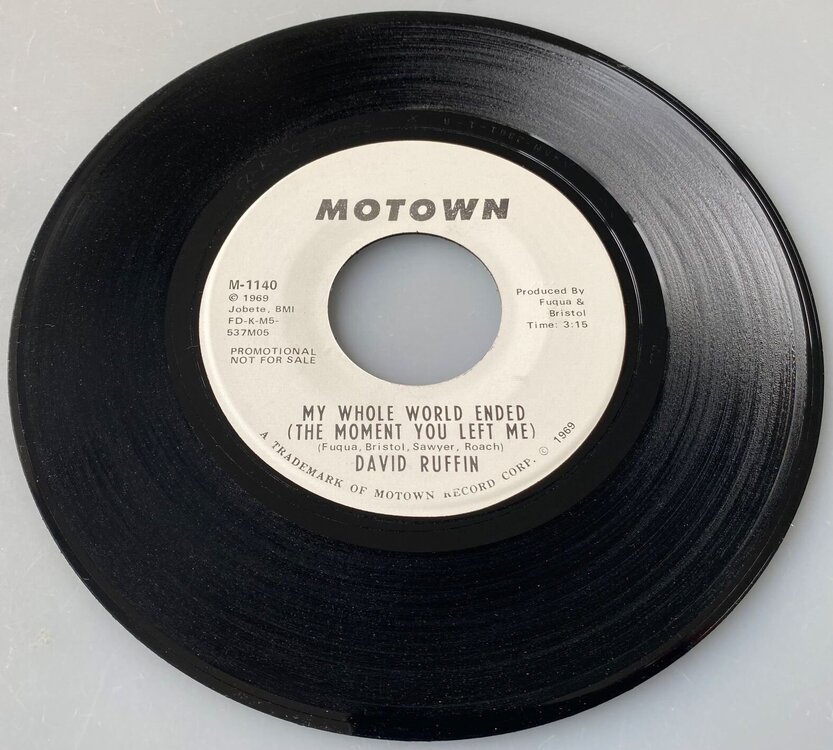 MOTOWN
M-1140
© 1969
Jobete, BMI
FD-K-M5-
537M05
PROMOTIONAL
NOT FOR SALE
Produced By
Fuqua &
Bristol
Time: 3:15
MY WHOLE WORLD ENDED
(THE MOMENT YOU LEFT ME)
(Fuqua, Bristol, Sawyer, Roach)
DAVID RUFFIN
A TRADEMARK OF MOTOWN RECORD CORP. © 1969